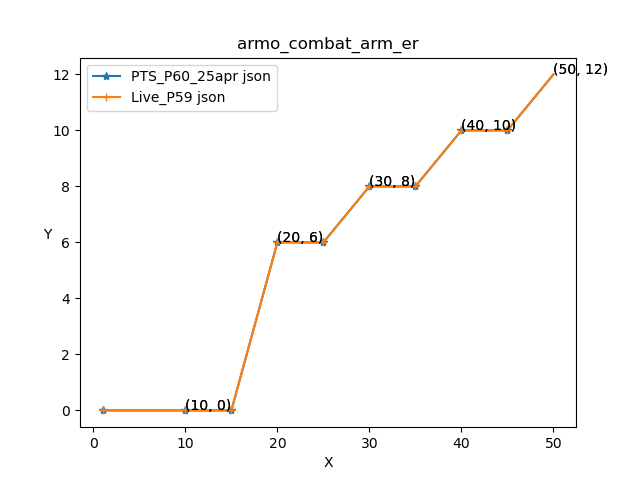 armo_combat_arm_er
PTS_P60_25apr json
Live_P59 json
(50, 12)
(40, 10)
(30, 8)
(20, 6)
(10, 0)
Y
12
10
8
6
4
2
0
0 10 20 30 40 50
X